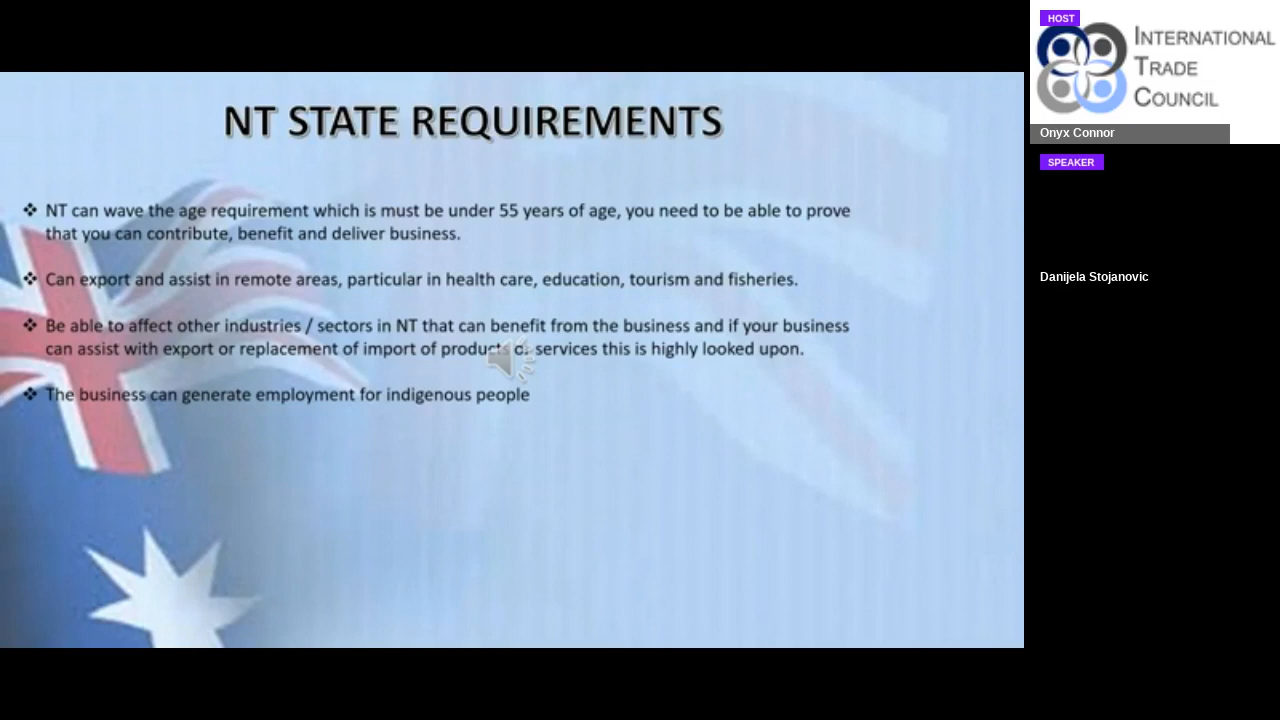 NT STATE REQUIREMENTS
❖ NT can wave the age requirement which is must be under 55 years of age, you need to be able to prove
that you can contribute, benefit and deliver business.
❖ Can export and assist in remote areas, particular in health care, education, tourism and fisheries.
❖ Be able to affect other industries / sectors in NT that can benefit from the business and if your business
can assist with export or replacement of import of products or services this is highly looked upon.
❖ The business can generate employment for indigenous people
HOST
INTERNATIONAL
TRADE
COUNCIL
Onyx Connor
SPEAKER
Danijela Stojanovic